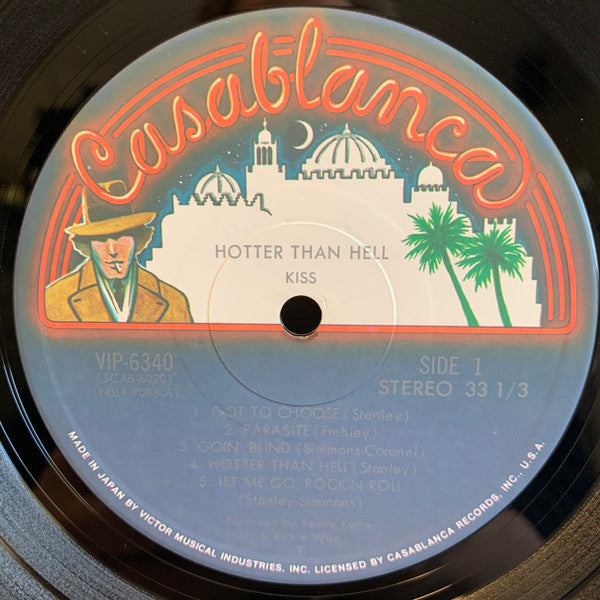 Casablanca
HOTTER THAN HELL
KISS
VIP-6340
(SCAB-6020)
(NBLP-7006-A)
SIDE 1
STEREO 33 1/3
1. GOT TO CHOOSE (Stanley)
2. PARASITE (Frehley)
3. GOIN' BLIND (Simmons-Coronel)
4. HOTTER THAN HELL (Stanley)
5. LET ME GO, ROCK'N ROLL
(Stanley-Simmons)
Produced by Kenny Kerner
& Richie Wise
MADE IN JAPAN BY VICTOR MUSICAL INDUSTRIES, INC. LICENSED BY CASABLANCA RECORDS, INC., U.S.A.